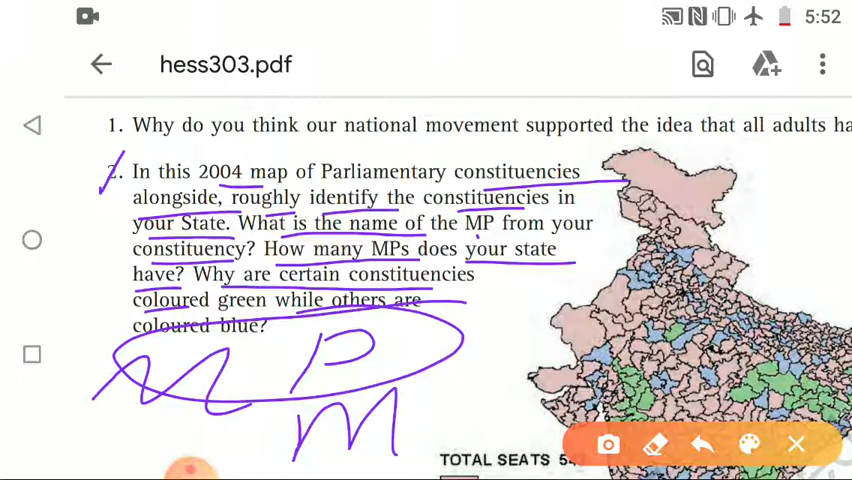 5:52
hess303.pdf
1. Why do you think our national movement supported the idea that all adults ha
2. In this 2004 map of Parliamentary constituencies
alongside, roughly identify the constituencies in
your State. What is the name of the MP from your
constituency? How many MPs does your state
have? Why are certain constituencies
coloured green while others are
coloured blue?
M P
M
TOTAL SEATS 54